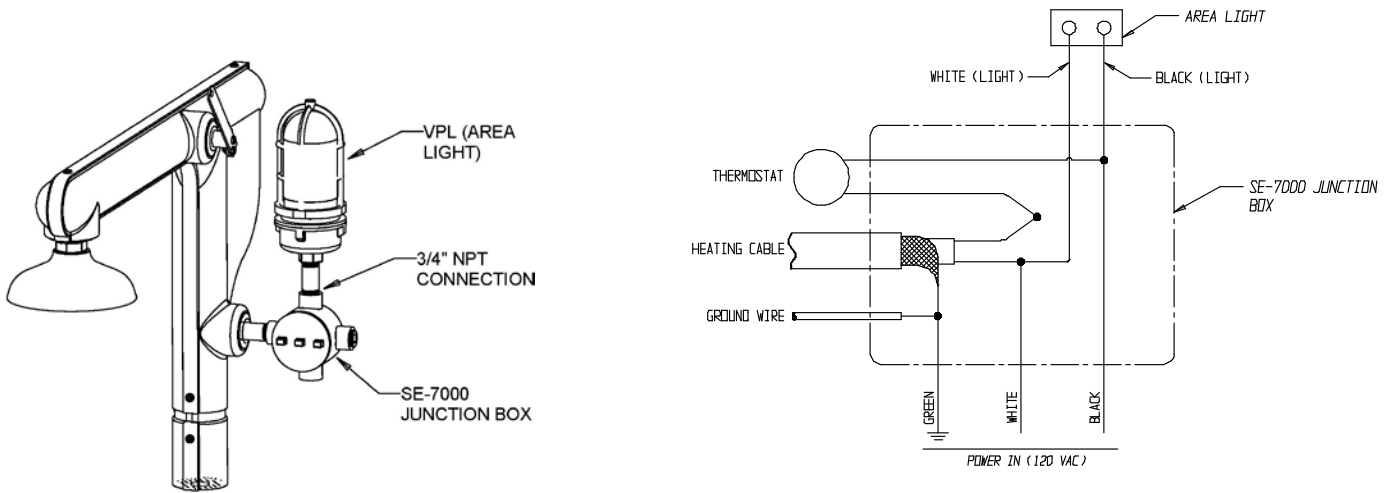 VPL (AREA
LIGHT)
3/4" NPT
CONNECTION
SE-7000
JUNCTION BOX
AREA LIGHT
WHITE (LIGHT)
BLACK (LIGHT)
THERMOSTAT
SE-7000 JUNCTION
BOX
HEATING CABLE
GROUND WIRE
GREEN
WHITE
BLACK
POWER IN (120 VAC)